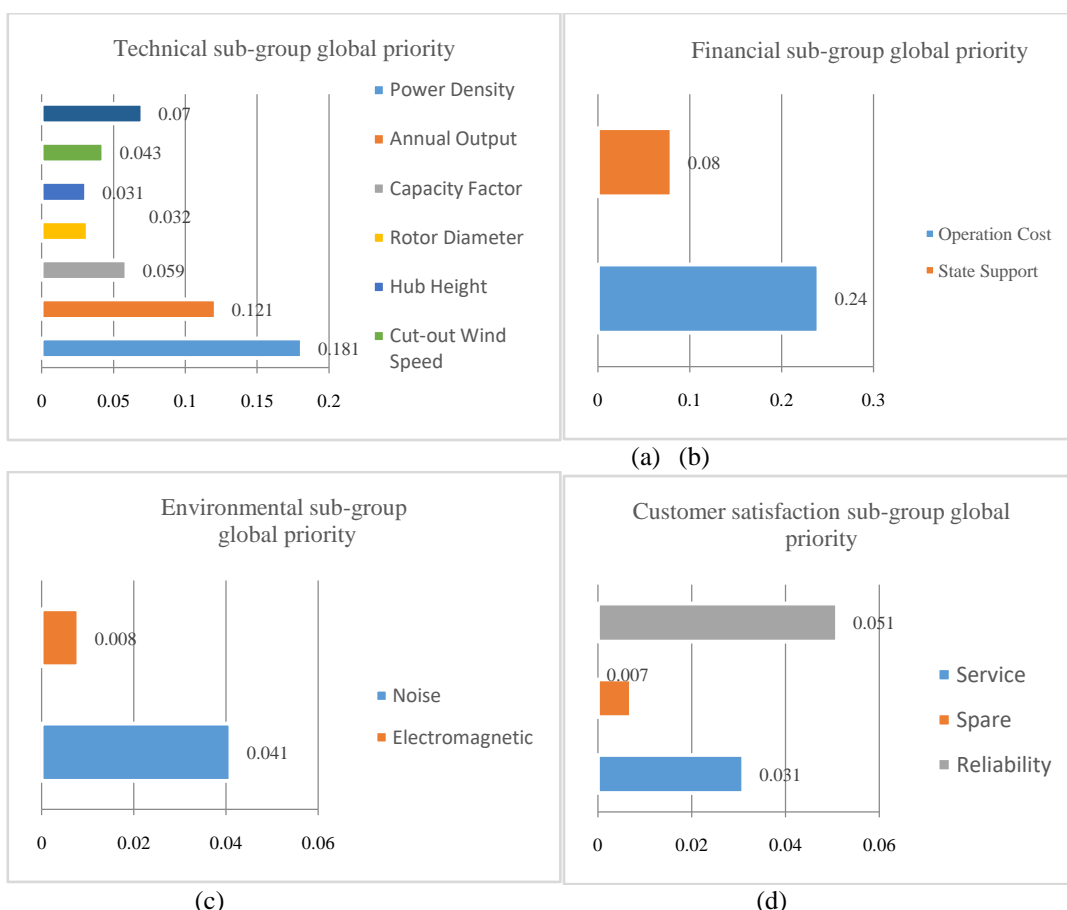 Technical sub-group global priority
0.07
0.043
0.031
0.032
0.059
0.121
0.181
0 0.05 0.1 0.15 0.2
Power Density
Annual Output
Capacity Factor
Rotor Diameter
Hub Height
Cut-out Wind
Speed
Financial sub-group global priority
0.08
0.24
0 0.1 0.2 0.3
Operation Cost
State Support
(a) (b)
Environmental sub-group
global priority
0.008
0.041
0 0.02 0.04 0.06
Noise
Electromagnetic
(c)
Customer satisfaction sub-group global
priority
0.051
0.007
0.031
0 0.02 0.04 0.06
Service
Spare
Reliability
(d)